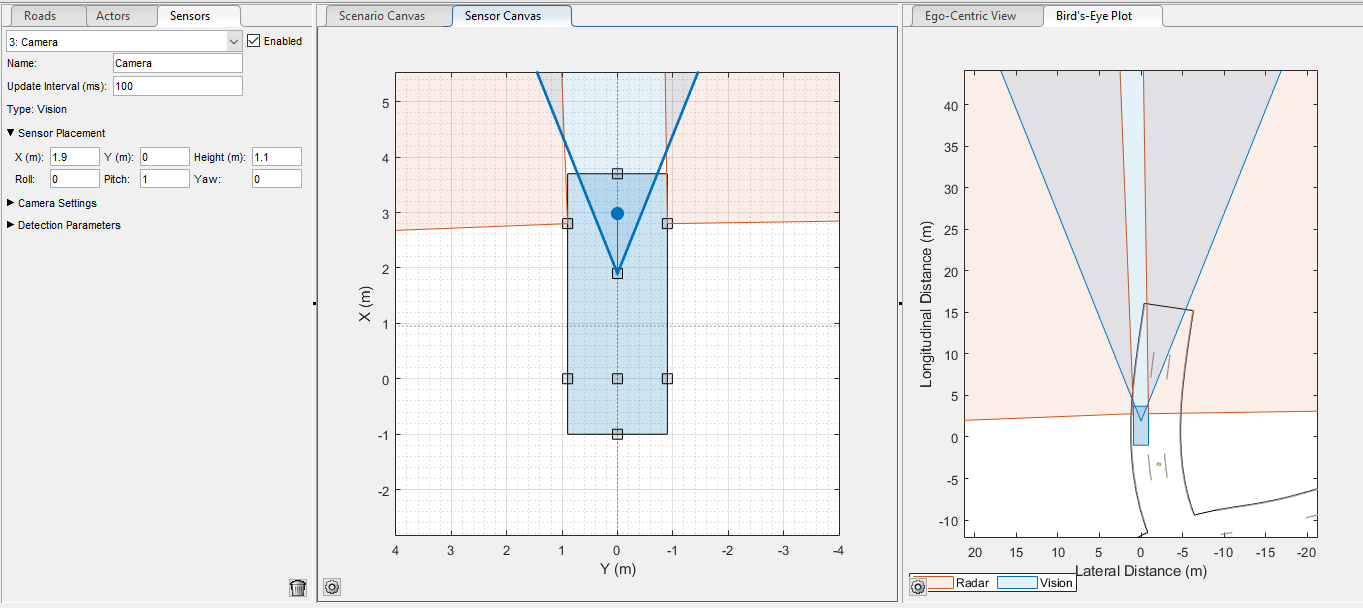 Roads Actors Sensors
3: Camera Enabled
Name: Camera
Update Interval (ms): 100
Type: Vision
Sensor Placement
X (m): 1.9 Y (m): 0 Height (m): 1.1
Roll: 0 Pitch: 1 Yaw: 0
Camera Settings
Detection Parameters
Scenario Canvas Sensor Canvas
5
4
3
2
1
0
-1
-2
X (m)
4 3 2 1 0 -1 -2 -3 -4
Y (m)
Ego-Centric View Bird's-Eye Plot
40
35
30
25
20
15
10
5
0
-5
-10
Longitudinal Distance (m)
20 15 10 5 0 -5 -10 -15 -20
Lateral Distance (m)
Radar Vision